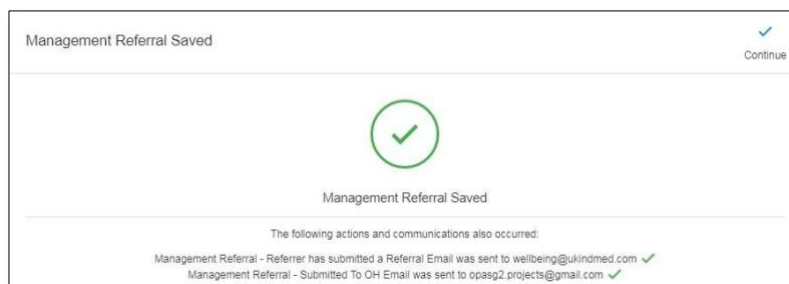 Management Referral Saved
Continue
Management Referral Saved
The following actions and communications also occurred:
Management Referral - Referrer has submitted a Referral Email was sent to wellbeing@ukindmed.com
Management Referral - Submitted To OH Email was sent to opasg2.projects@gmail.com